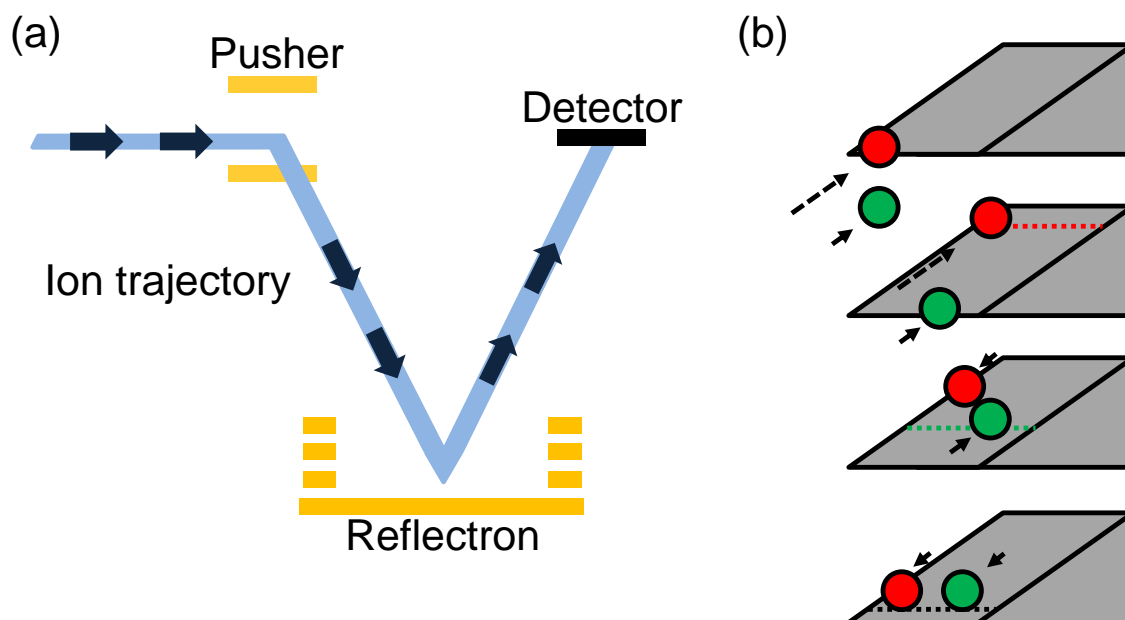 (a)
Pusher
Detector
Ion trajectory
Reflectron
(b)